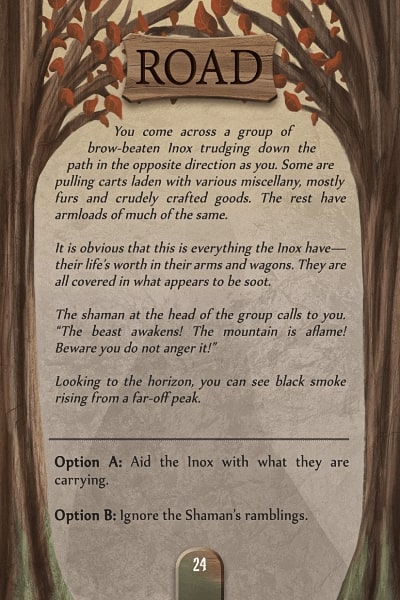 ROAD
You come across a group of
brow-beaten Inox trudging down the
path in the opposite direction as you. Some are
pulling carts laden with various miscellany, mostly
furs and crudely crafted goods. The rest have
armloads of much of the same.
It is obvious that this is everything the Inox have—
their life's worth in their arms and wagons. They are
all covered in what appears to be soot.
The shaman at the head of the group calls to you.
“The beast awakens! The mountain is aflame!
Beware you do not anger it!”
Looking to the horizon, you can see black smoke
rising from a far-off peak.
Option A: Aid the Inox with what they are
carrying.
Option B: Ignore the Shaman's ramblings.
24